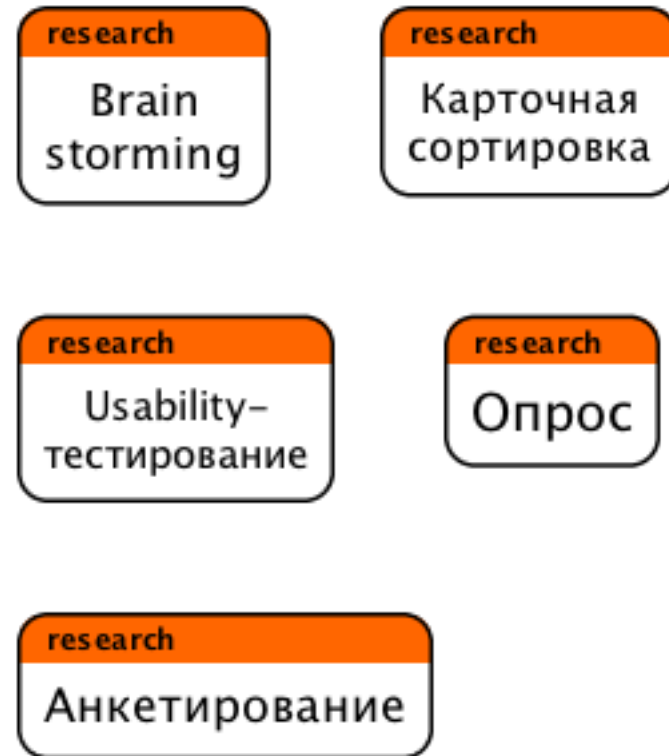 research
Brain
storming
research
Карточная
сортировка
research
Usability-
тестирование
research
Опрос
research
Анкетирование